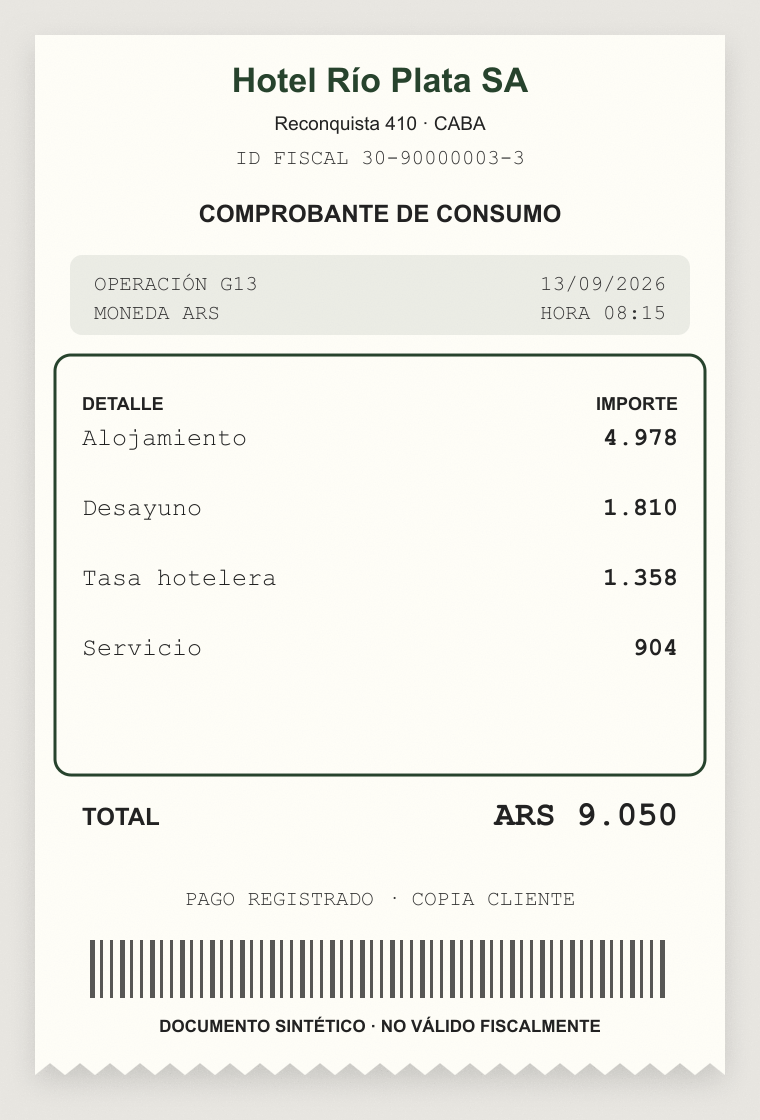 Hotel Río Plata SA
Reconquista 410 · CABA
ID FISCAL 30-90000003-3
COMPROBANTE DE CONSUMO
OPERACIÓN G13 13/09/2026
MONEDA ARS HORA 08:15
DETALLE IMPORTE
Alojamiento 4.978
Desayuno 1.810
Tasa hotelera 1.358
Servicio 904
TOTAL ARS 9.050
PAGO REGISTRADO · COPIA CLIENTE
DOCUMENTO SINTÉTICO · NO VÁLIDO FISCALMENTE